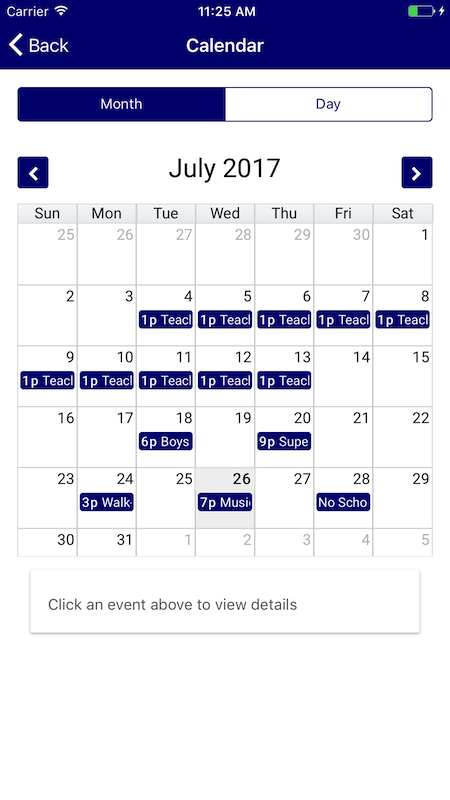 Carrier 11:25 AM
Back Calendar
Month Day
July 2017
Sun Mon Tue Wed Thu Fri Sat
25 26 27 28 29 30 1
2 3 4 5 6 7 8
1p Teacl 1p Teacl 1p Teacl 1p Teacl 1p Teacl
9 10 11 12 13 14 15
1p Teacl 1p Teacl 1p Teacl 1p Teacl 1p Teacl
16 17 18 19 20 21 22
6p Boys 9p Supe
23 24 25 26 27 28 29
3p Walk- 7p Music No Scho
30 31 1 2 3 4 5
Click an event above to view details